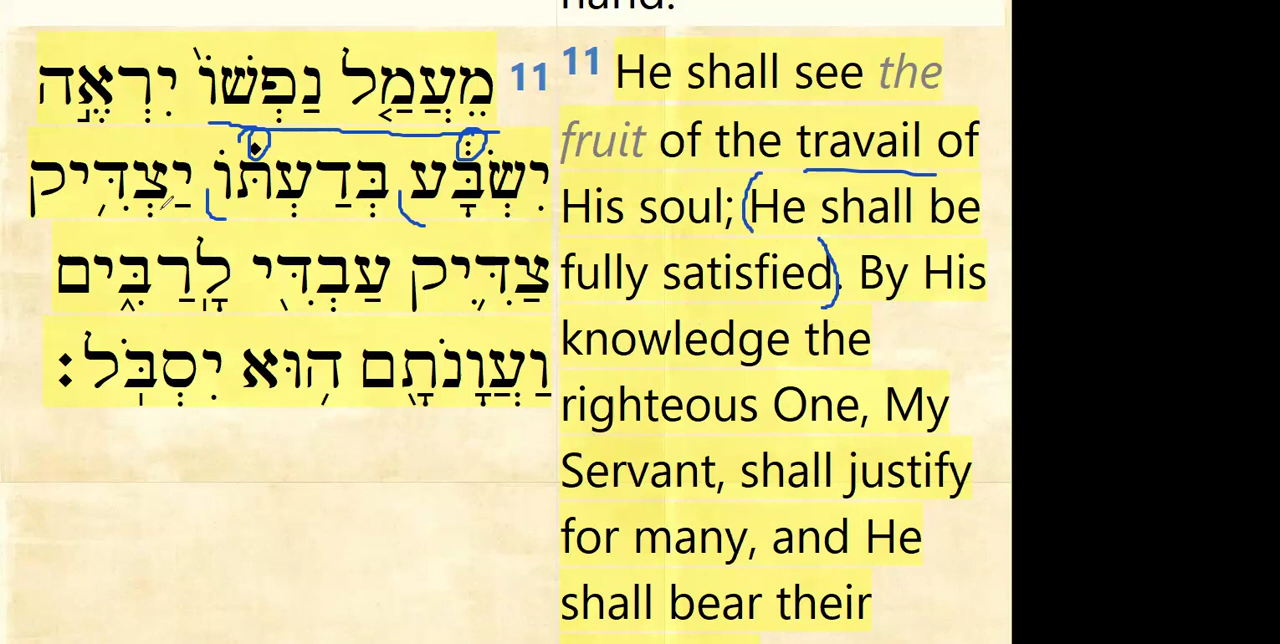 11 מֵעֲמַ֤ל נַפְשׁוֹ֙ יִרְאֶ֣ה
יִשְׂבָּ֔ע בְּדַעְתּ֗וֹ יַצְדִּ֥יק
צַדִּ֛יק עַבְדִּ֖י לָֽרַבִּ֑ים
וַעֲוֺנֹתָ֖ם ה֥וּא יִסְבֹּֽל׃
hand.
11 He shall see the
fruit of the travail of
His soul; He shall be
fully satisfied. By His
knowledge the
righteous One, My
Servant, shall justify
for many, and He
shall bear their